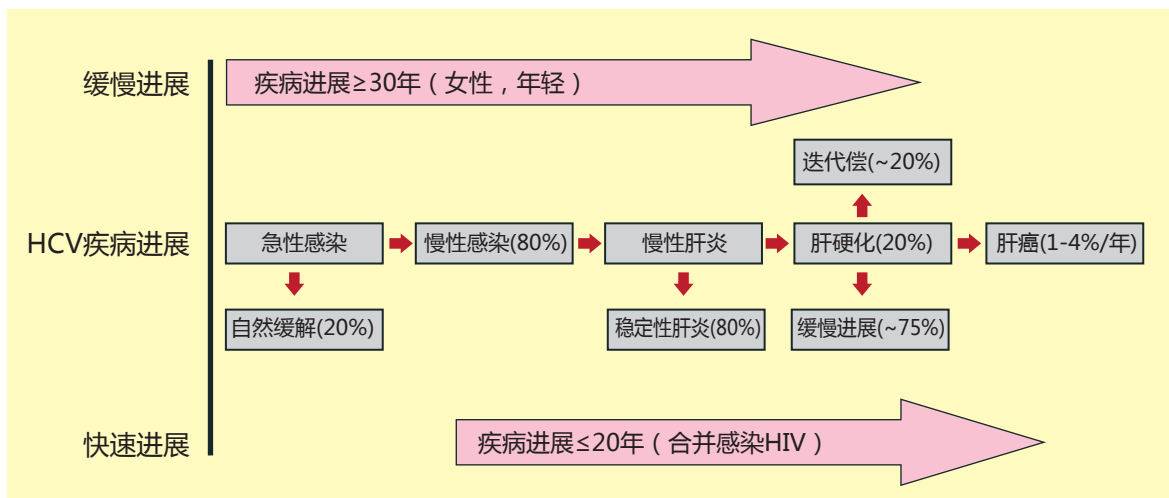 缓慢进展
疾病进展≥30年（女性，年轻）
迭代偿(~20%)
HCV疾病进展
急性感染
慢性感染(80%)
慢性肝炎
肝硬化(20%)
肝癌(1-4%/年)
自然缓解(20%)
稳定性肝炎(80%)
缓慢进展(~75%)
快速进展
疾病进展≤20年（合并感染HIV）